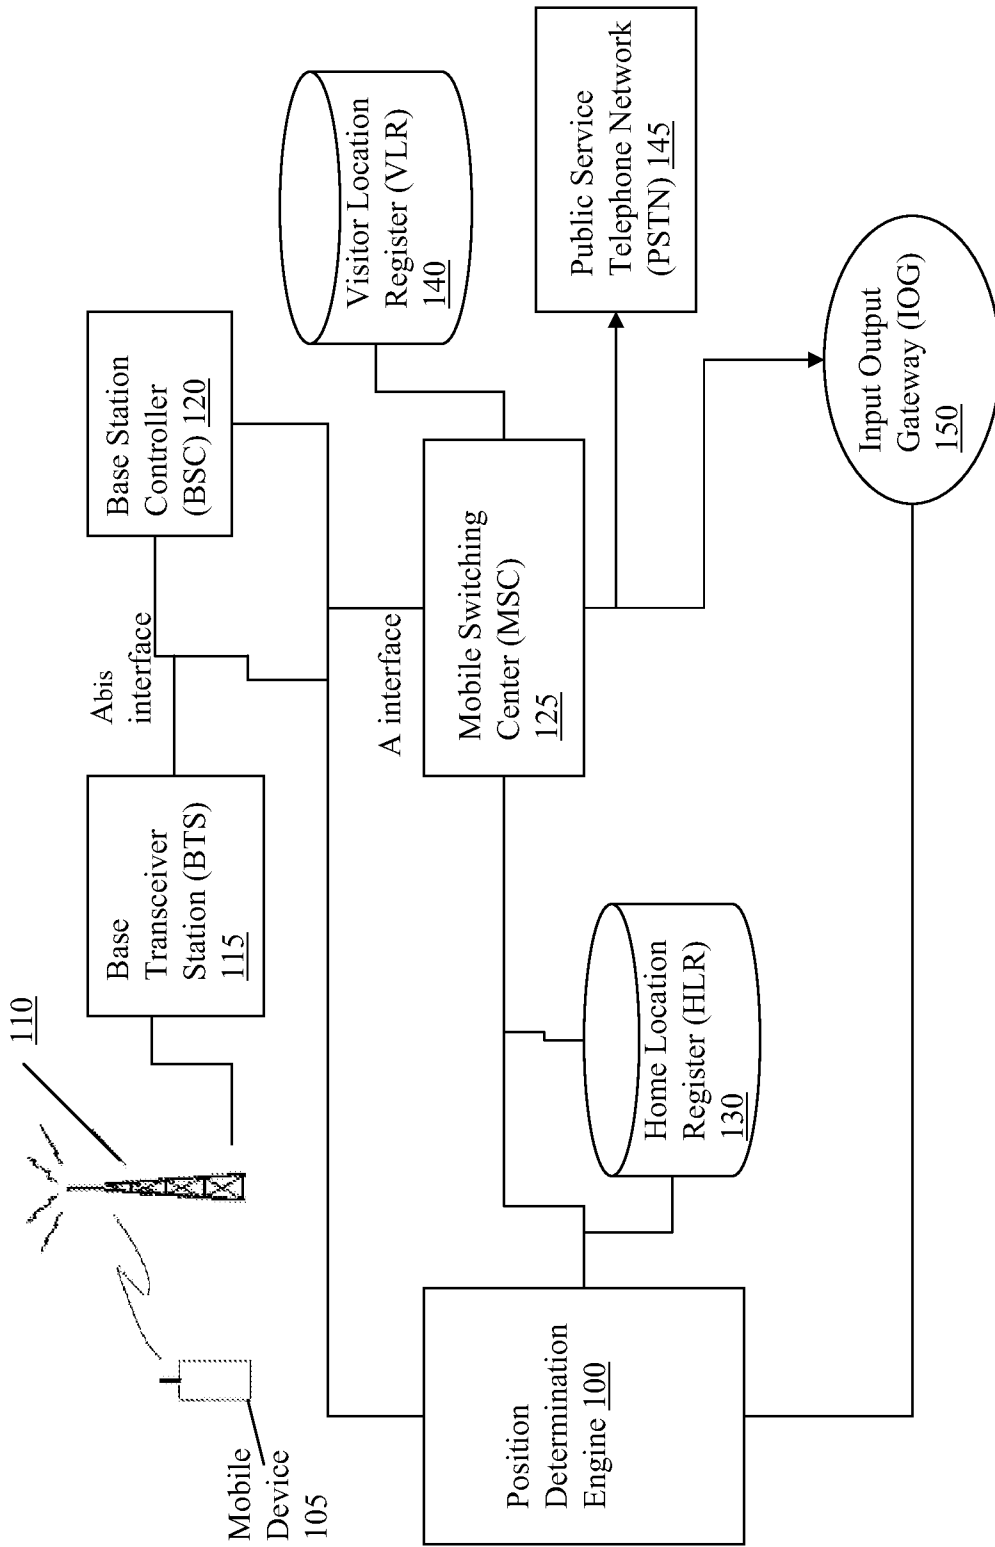 110
Mobile
Device
105
Base
Transceiver
Station (BTS)
115
Abis
interface
Base Station
Controller
(BSC) 120
A interface
Visitor Location
Register (VLR)
140
Position
Determination
Engine 100
Home Location
Register (HLR)
130
Mobile Switching
Center (MSC)
125
Public Service
Telephone Network
(PSTN) 145
Input Output
Gateway (IOG)
150